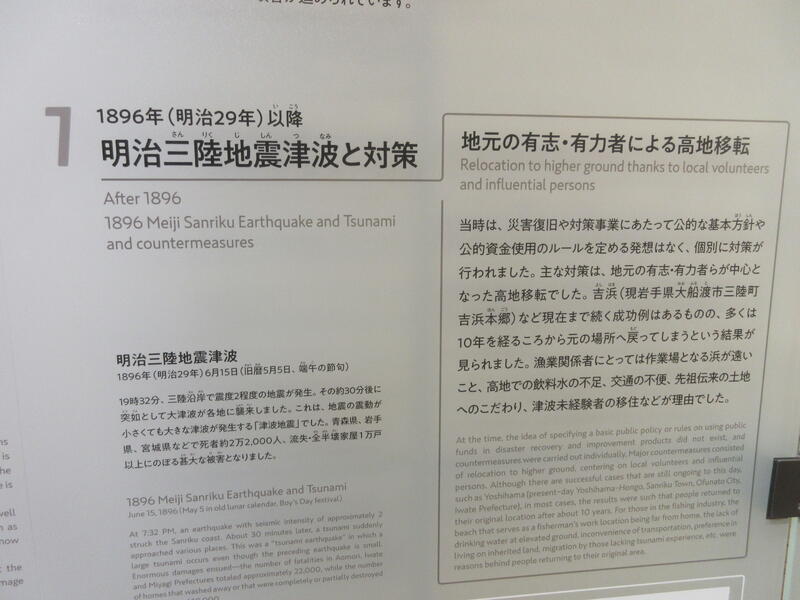 められています。
1
1896年(明治29年)以降
明治三陸地震津波と対策
After 1896
1896 Meiji Sanriku Earthquake and Tsunami
and countermeasures
明治三陸地震津波
1896年(明治29年)6月15日(旧暦5月5日、端午の節句)
19時32分、三陸沿岸で震度2程度の地震が発生。その約30分後に
突如として大津波が各地に襲来しました。これは、地震の震動が
小さくても大きな津波が発生する「津波地震」でした。青森県、岩手
県、宮城県などで死者約2万2,000人、流失・全半壊家屋1万戸
以上にのぼる甚大な被害となりました。
1896 Meiji Sanriku Earthquake and Tsunami
June 15, 1896 (May 5 in old lunar calendar, Boy's Day festival)
At 7:32 PM, an earthquake with seismic intensity of approximately 2
struck the Sanriku coast. About 30 minutes later, a tsunami suddenly
approached various places. This was a "tsunami earthquake" in which a
large tsunami occurs even though the preceding earthquake is small.
Enormous damages ensued—the number of fatalities in Aomori, Iwate
and Miyagi Prefectures totaled approximately 22,000, while the number
of homes that washed away or that were completely or partially destroyed
地元の有志・有力者による高地移転
Relocation to higher ground thanks to local volunteers
and influential persons
当時は、災害復旧や対策事業にあたって公的な基本方針や
公的資金使用のルールを定める発想はなく、個別に対策が
行われました。主な対策は、地元の有志・有力者らが中心と
なった高地移転でした。吉浜(現岩手県大船渡市三陸町
吉浜本郷)など現在まで続く成功例はあるものの、多くは
10年を経るころから元の場所へ戻ってしまうという結果が
見られました。漁業関係者にとっては作業場となる浜が遠い
こと、高地での飲料水の不足、交通の不便、先祖伝来の土地
へのこだわり、津波未経験者の移住などが理由でした。
At the time, the idea of specifying a basic public policy or rules on using public
funds in disaster recovery and improvement products did not exist, and
countermeasures were carried out individually. Major countermeasures consisted
of relocation to higher ground, centering on local volunteers and influential
persons. Although there are successful cases that are still ongoing to this day,
such as Yoshihama (present-day Yoshihama-Hongo, Sanriku Town, Ofunato City,
Iwate Prefecture), in most cases, the results were such that people returned to
their original location after about 10 years. For those in the fishing industry, the
beach that serves as a fisherman's work location being far from home, the lack of
drinking water at elevated ground, inconvenience of transportation, preference in
living on inherited land, migration by those lacking tsunami experience, etc. were
reasons behind people returning to their original area.